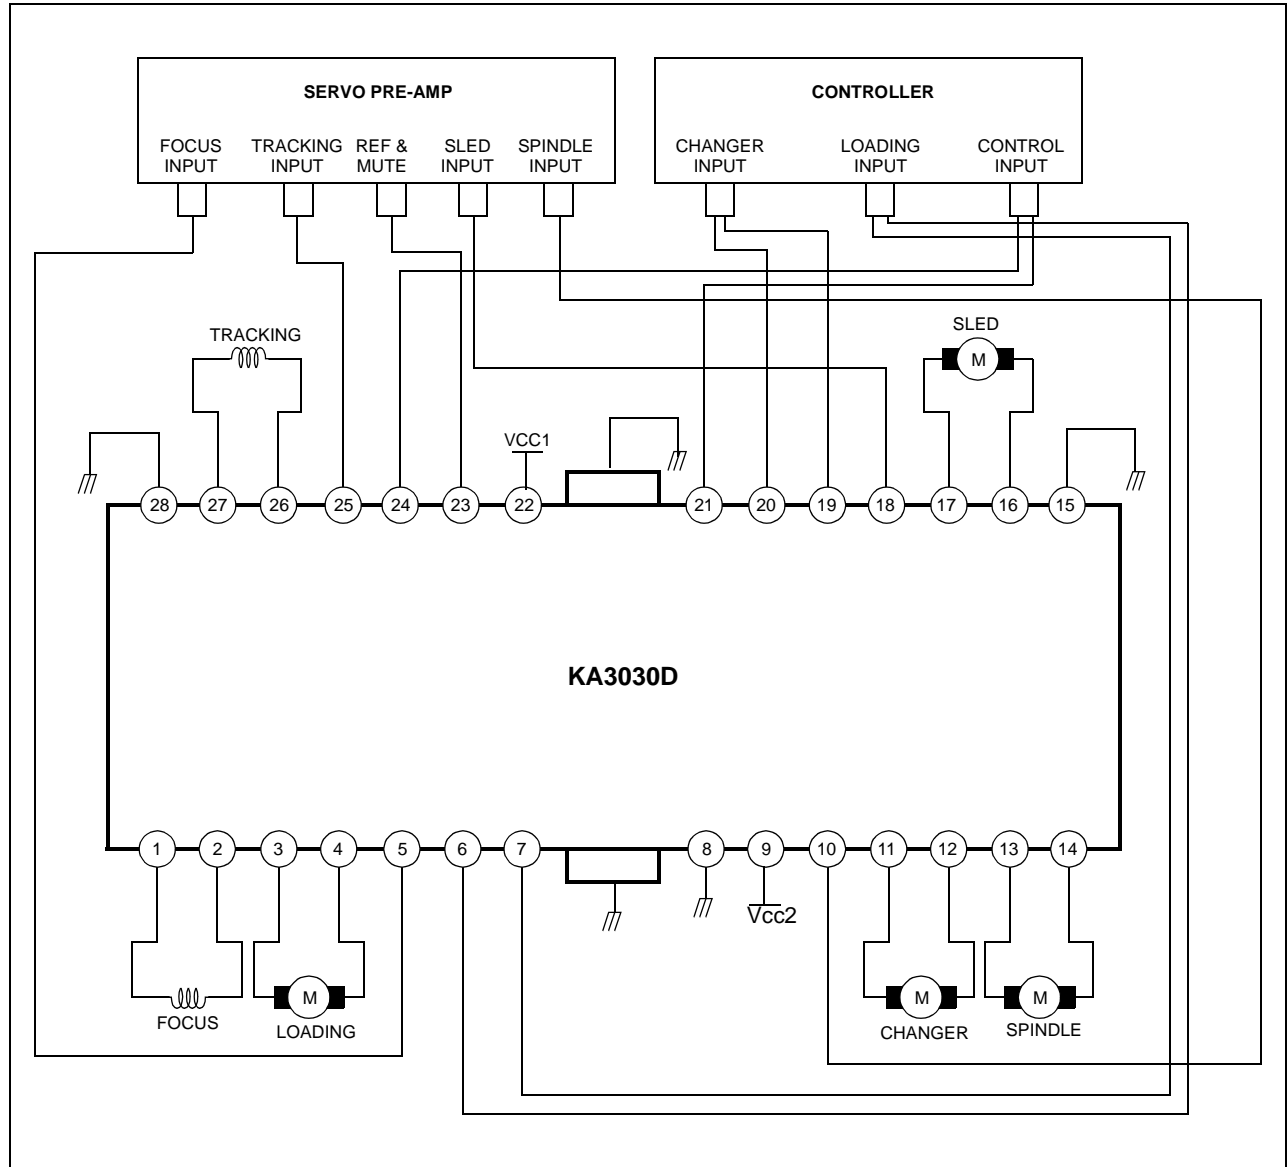 SERVO PRE-AMP
CONTROLLER
FOCUS INPUT
TRACKING INPUT
REF & MUTE
SLED INPUT
SPINDLE INPUT
CHANGER INPUT
LOADING INPUT
CONTROL INPUT
TRACKING
SLED
M
VCC1
28 27 26 25 24 23 22 21 20 19 18 17 16 15
KA3030D
1 2 3 4 5 6 7 8 9 10 11 12 13 14
Vcc2
M
M
M
FOCUS
LOADING
CHANGER
SPINDLE